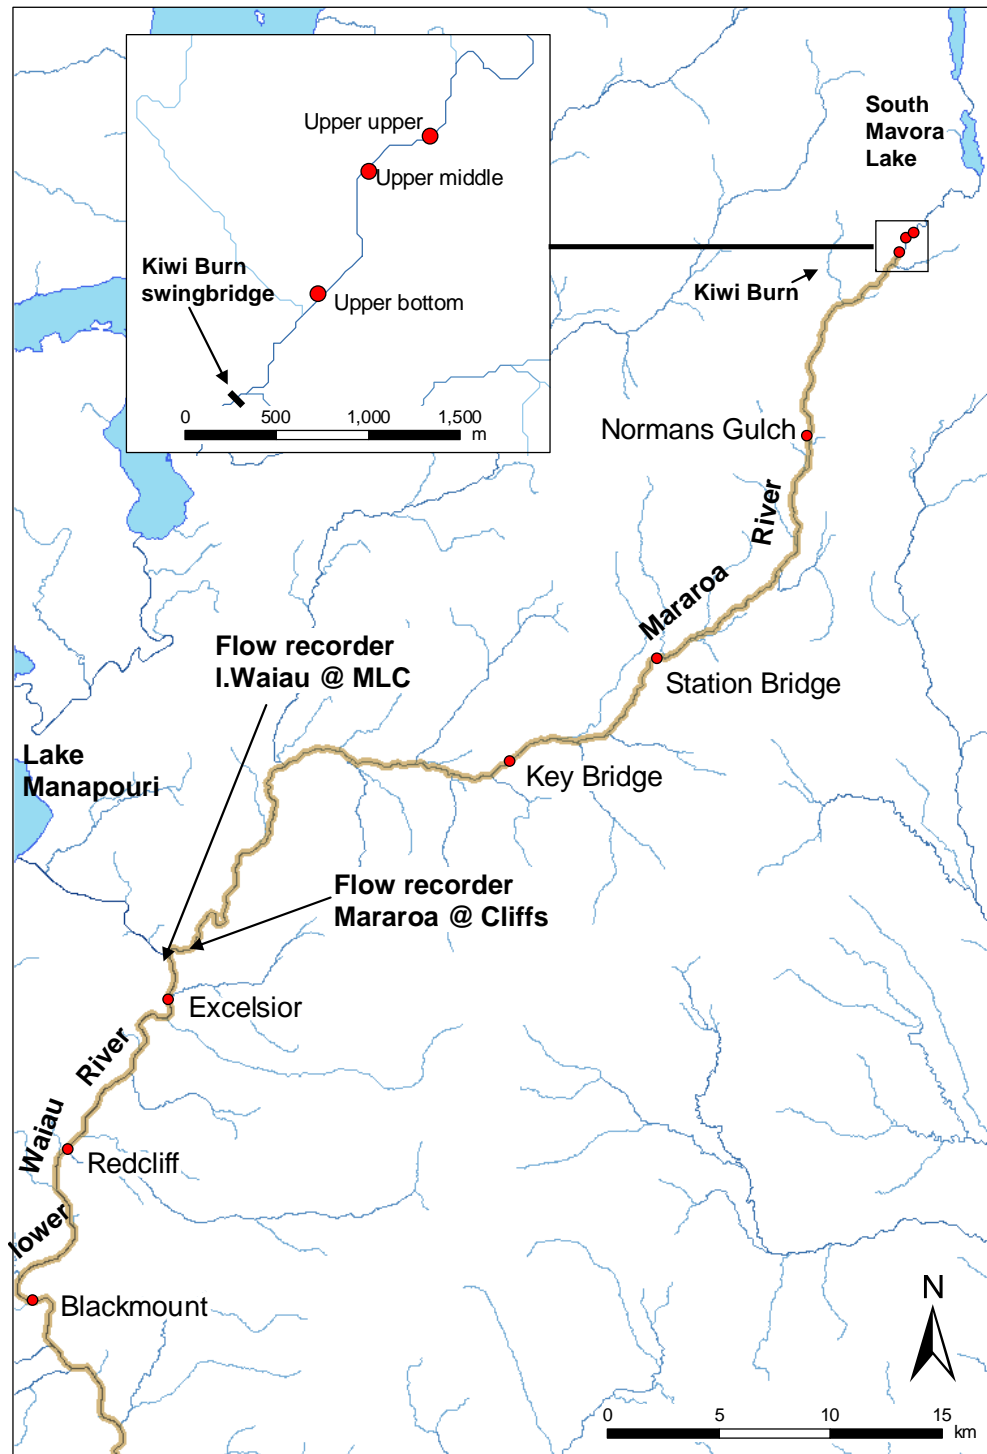 South
Mavora
Lake
Upper upper
Upper middle
Kiwi Burn
swingbridge
Upper bottom
0 500 1,000 1,500
m
Kiwi Burn
Normans Gulch
Mararoa River
Station Bridge
Flow recorder
l.Waiau @ MLC
Lake
Manapouri
Key Bridge
Flow recorder
Mararoa @ Cliffs
Excelsior
lower Waiau River
Redcliff
Blackmount
N
0 5 10 15
km